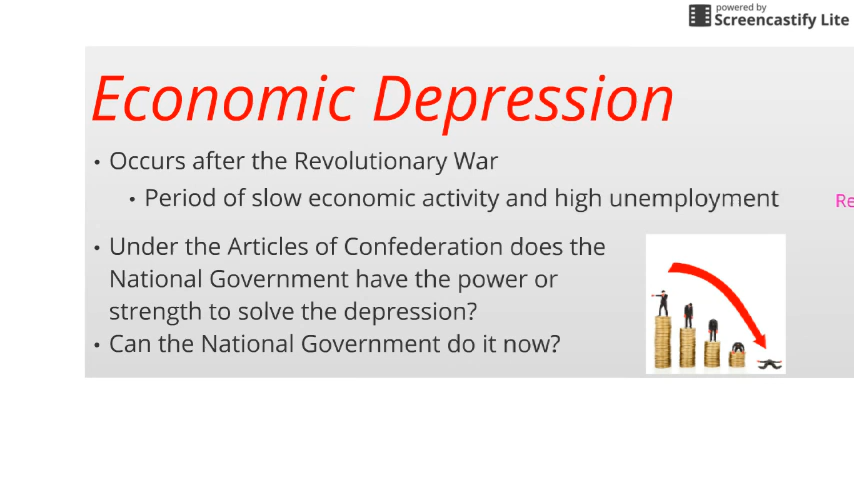 powered by
Screencastify Lite
Economic Depression
• Occurs after the Revolutionary War
• Period of slow economic activity and high unemployment
Re
• Under the Articles of Confederation does the
National Government have the power or
strength to solve the depression?
• Can the National Government do it now?